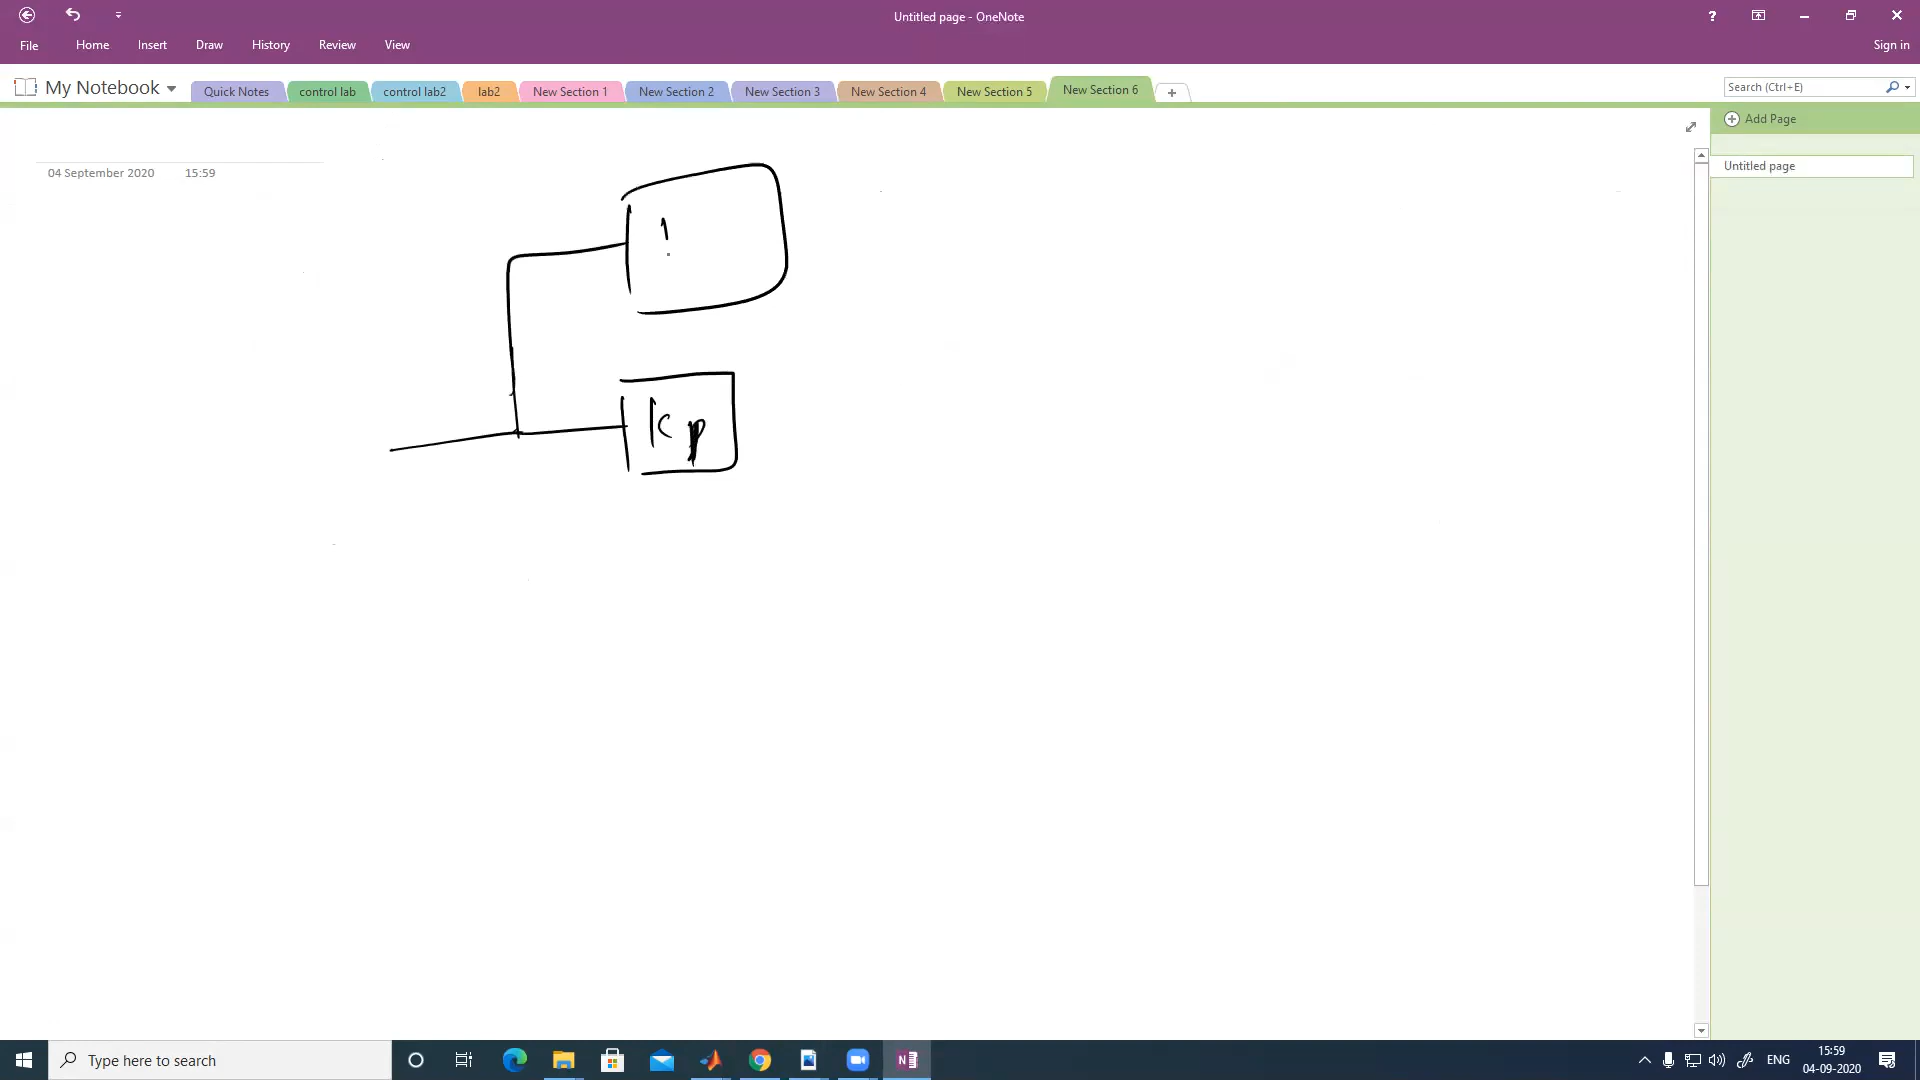 Untitled page - OneNote
?
File Home Insert Draw History Review View
Sign in
My Notebook Quick Notes control lab control lab2 lab2 New Section 1 New Section 2 New Section 3 New Section 4 New Section 5 New Section 6 +
Search (Ctrl+E)
Add Page
Untitled page
04 September 2020 15:59
!
kp
Type here to search
N
ENG
15:59
04-09-2020